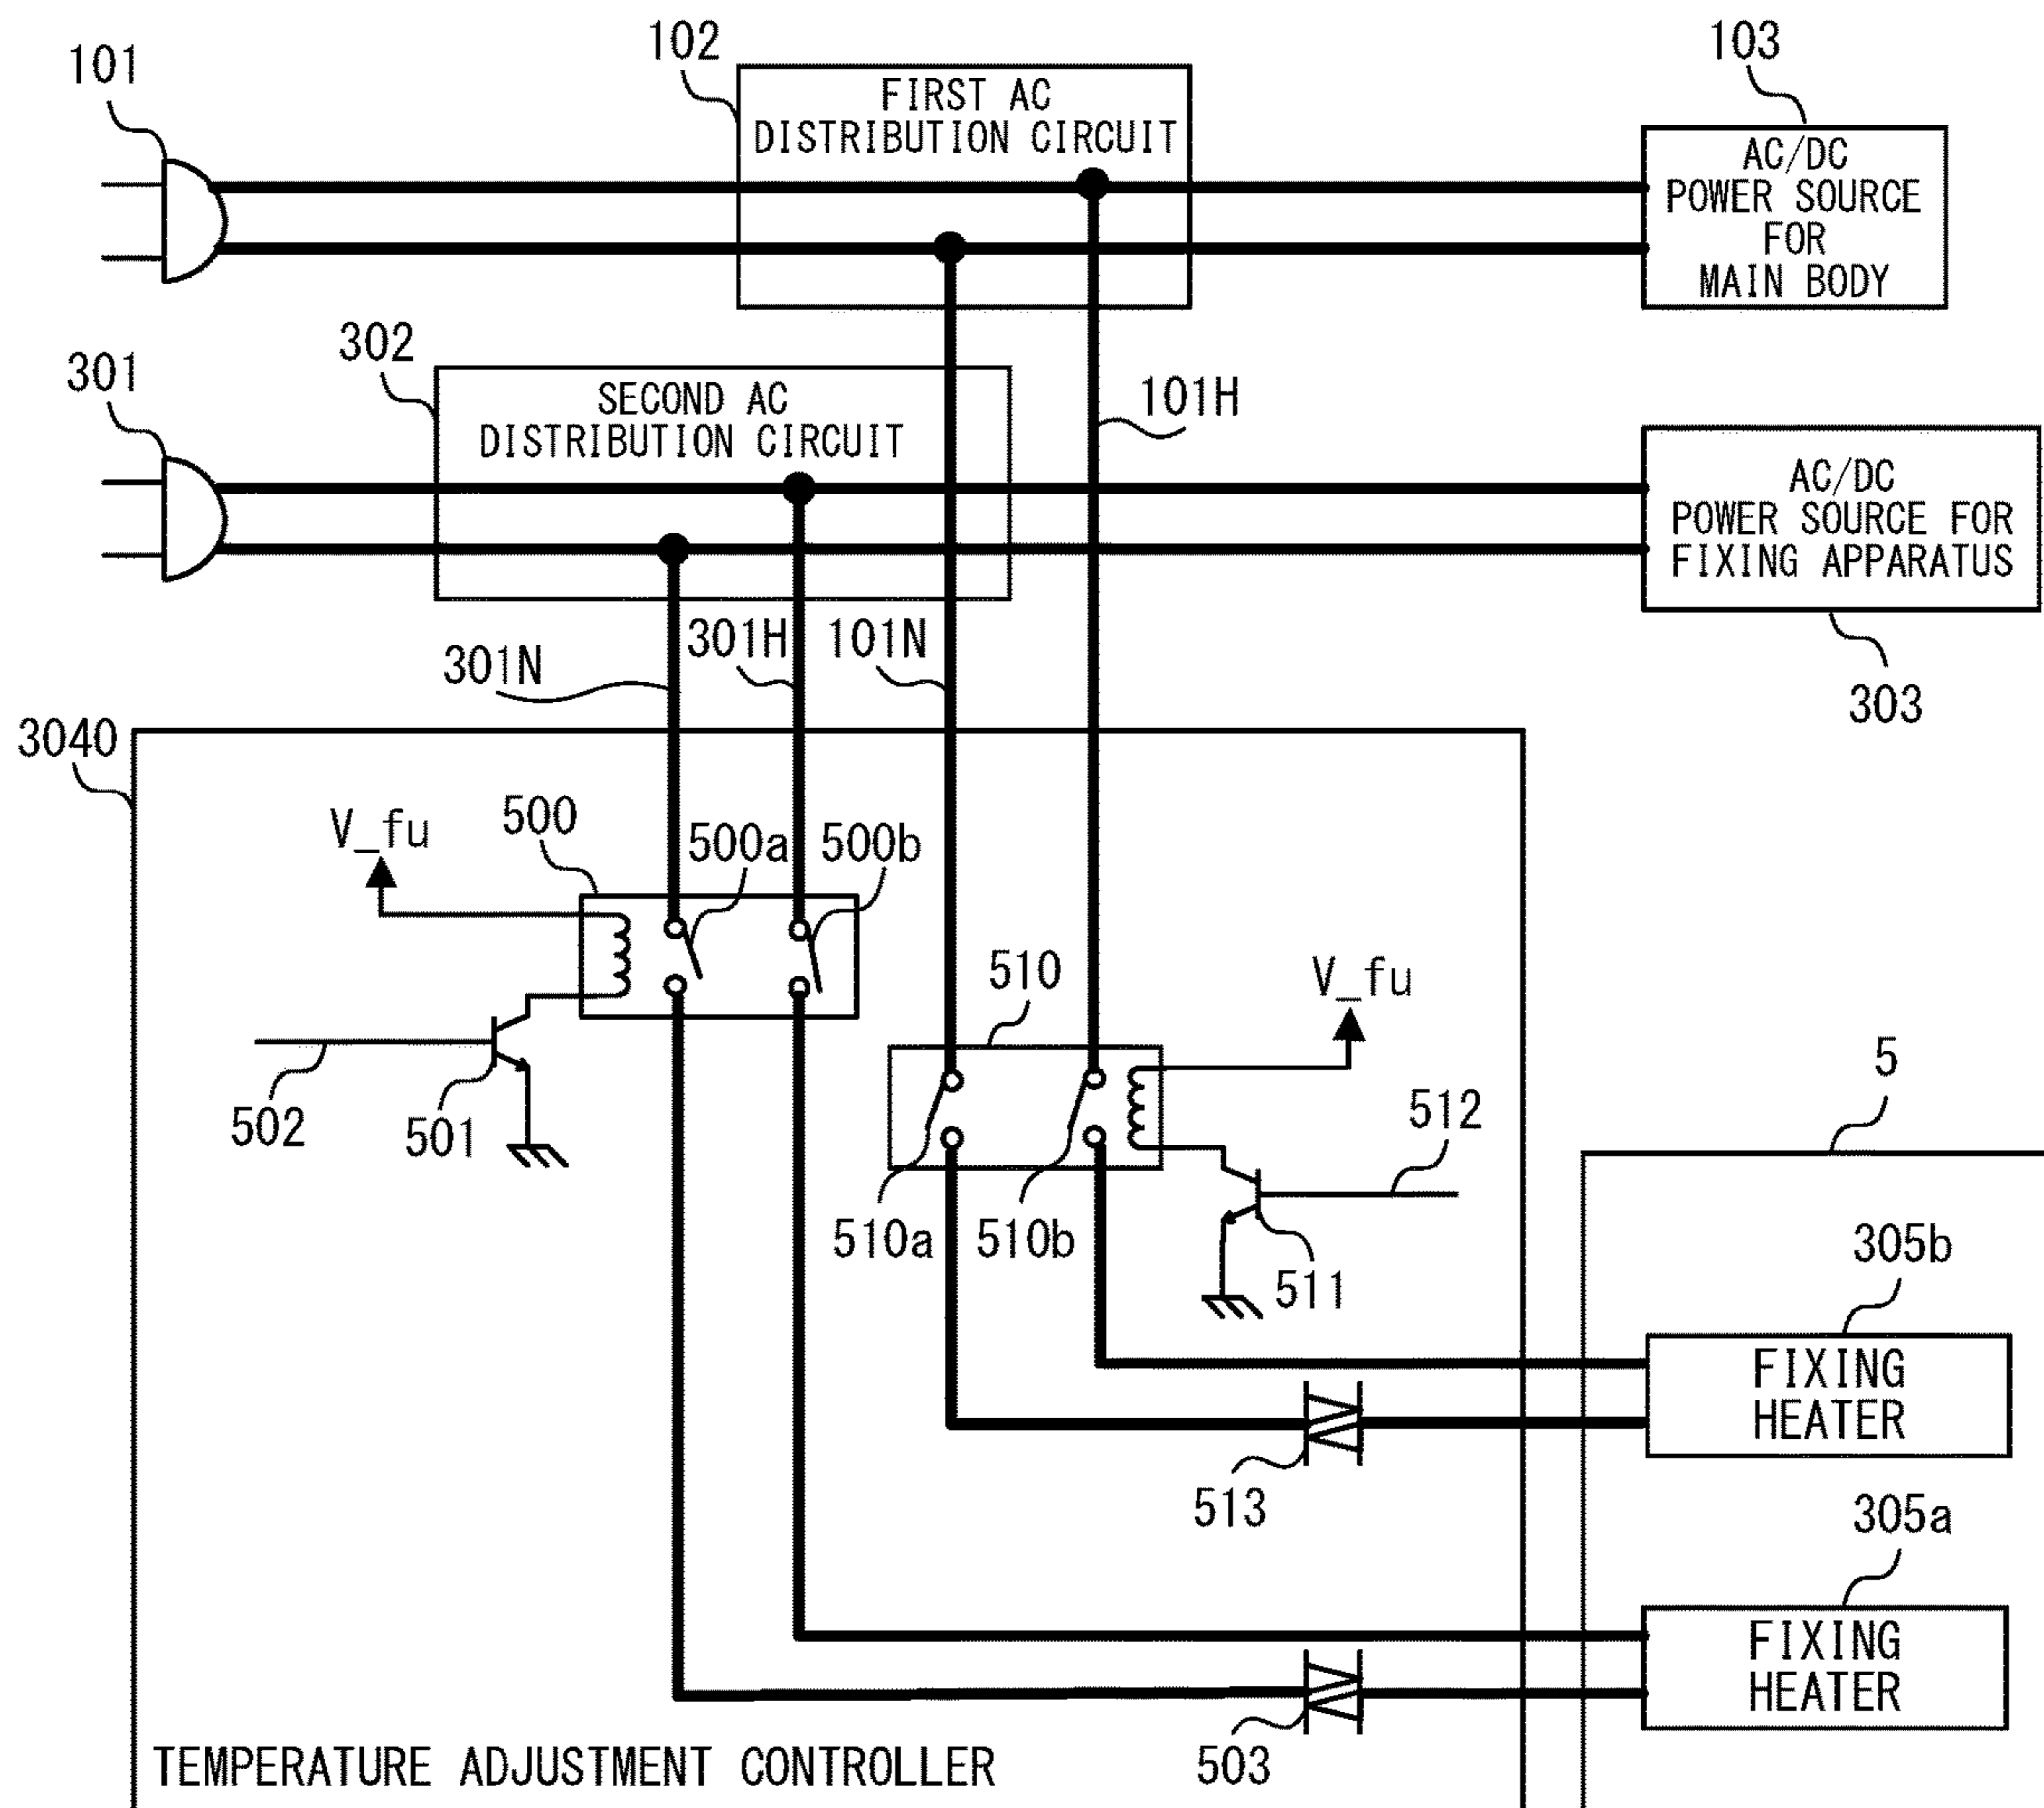 101
102
103
FIRST AC
DISTRIBUTION CIRCUIT
AC/DC
POWER SOURCE
FOR
MAIN BODY
301
302
SECOND AC
DISTRIBUTION CIRCUIT
101H
AC/DC
POWER SOURCE FOR
FIXING APPARATUS
303
301N
301H
101N
3040
V_fu
500
500a
500b
510
V_fu
502
501
510a
510b
511
512
5
305b
FIXING
HEATER
513
305a
FIXING
HEATER
503
TEMPERATURE ADJUSTMENT CONTROLLER